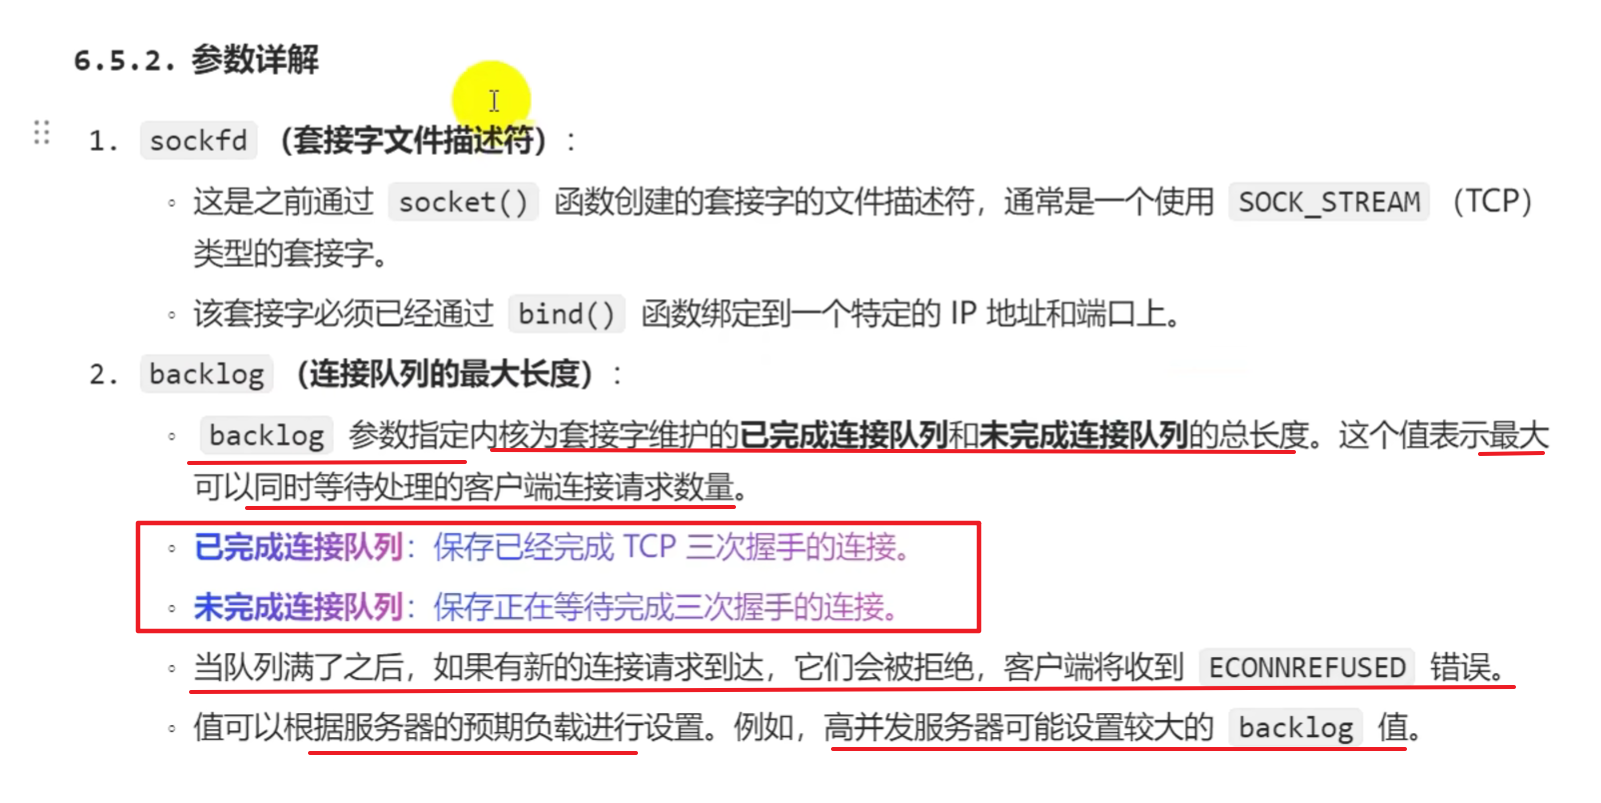 6.5.2. 参数详解
1. sockfd （套接字文件描述符）：
◦ 这是之前通过 socket() 函数创建的套接字的文件描述符，通常是一个使用 SOCK_STREAM （TCP）
类型的套接字。
◦ 该套接字必须已经通过 bind() 函数绑定到一个特定的 IP 地址和端口上。
2. backlog （连接队列的最大长度）：
◦ backlog 参数指定内核为套接字维护的已完成连接队列和未完成连接队列的总长度。这个值表示最大
可以同时等待处理的客户端连接请求数量。
◦ 已完成连接队列：保存已经完成 TCP 三次握手的连接。
◦ 未完成连接队列：保存正在等待完成三次握手的连接。
◦ 当队列满了之后，如果有新的连接请求到达，它们会被拒绝，客户端将收到 ECONNREFUSED 错误。
◦ 值可以根据服务器的预期负载进行设置。例如，高并发服务器可能设置较大的 backlog 值。